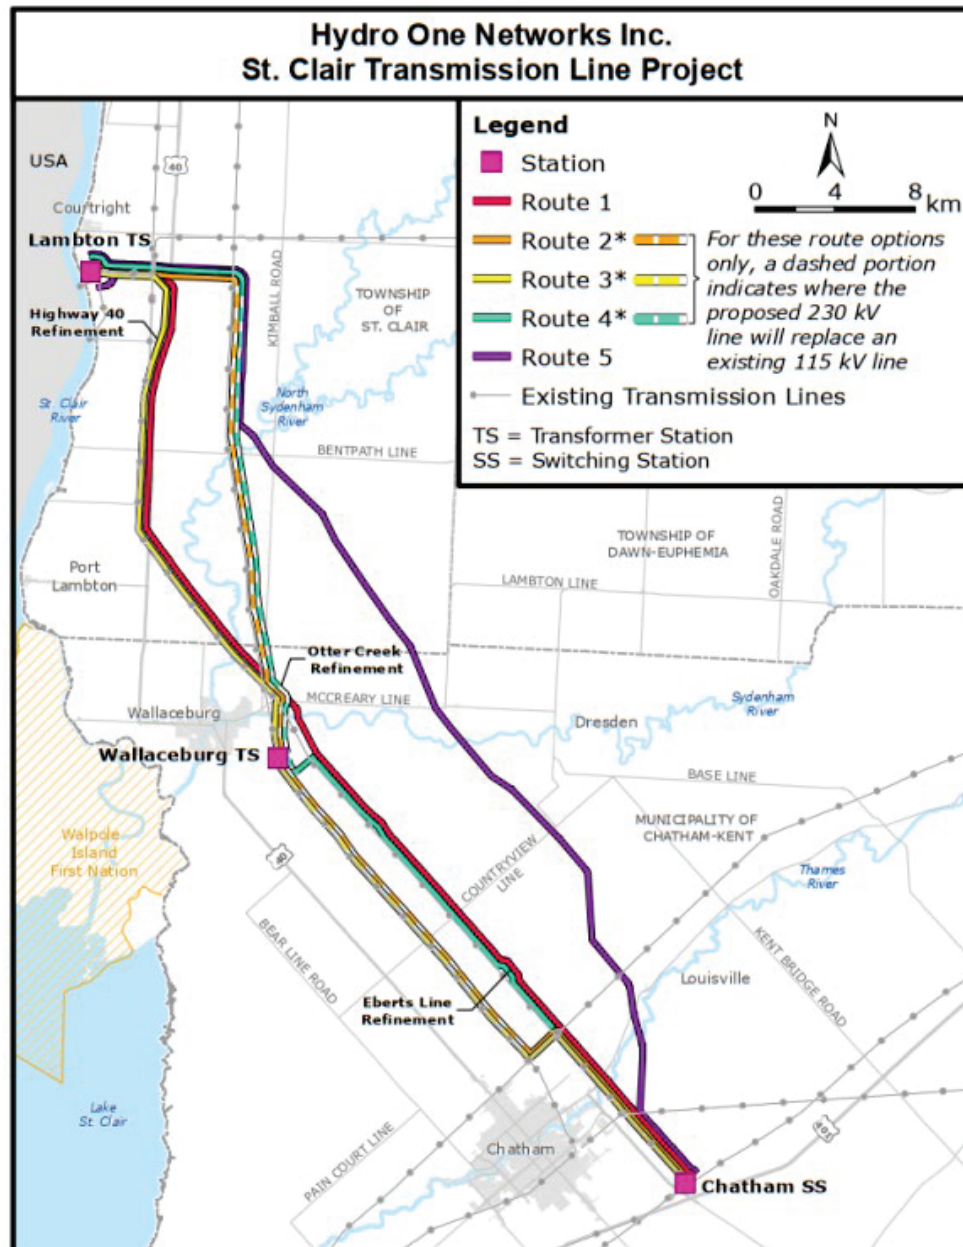 Hydro One Networks Inc.
St. Clair Transmission Line Project
Legend
Station
Route 1
Route 2*
Route 3*
Route 4*
Route 5
For these route options
only, a dashed portion
indicates where the
proposed 230 kV
line will replace an
existing 115 kV line
Existing Transmission Lines
TS = Transformer Station
SS = Switching Station
N
0 4 8
km
USA
40
Courtright
Lambton TS
KIMBALL ROAD
TOWNSHIP
OF
ST. CLAIR
Highway 40
Refinement
St Clair
River
North
Sydenham
River
BENTPATH LINE
TOWNSHIP OF
DAWN-EUPHEMIA
OAKDALE ROAD
Port
Lambton
LAMBTON LINE
Otter Creek
Refinement
MCCREARY LINE
Wallaceburg
Sydenham
River
Dresden
Wallaceburg TS
BASE LINE
MUNICIPALITY OF
CHATHAM-KENT
Walpole
Island
First Nation
40
COUNTRYVIEW
LINE
Thames
River
BEAR LINE ROAD
KENT BRIDGE ROAD
Louisville
Eberts Line
Refinement
Lake
St Clair
PAIN COURT LINE
Chatham
401
Chatham SS